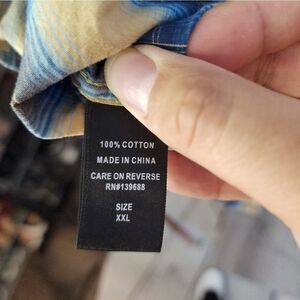 100% COTTON
MADE IN CHINA
CARE ON REVERSE
RN#139688
SIZE
XXL